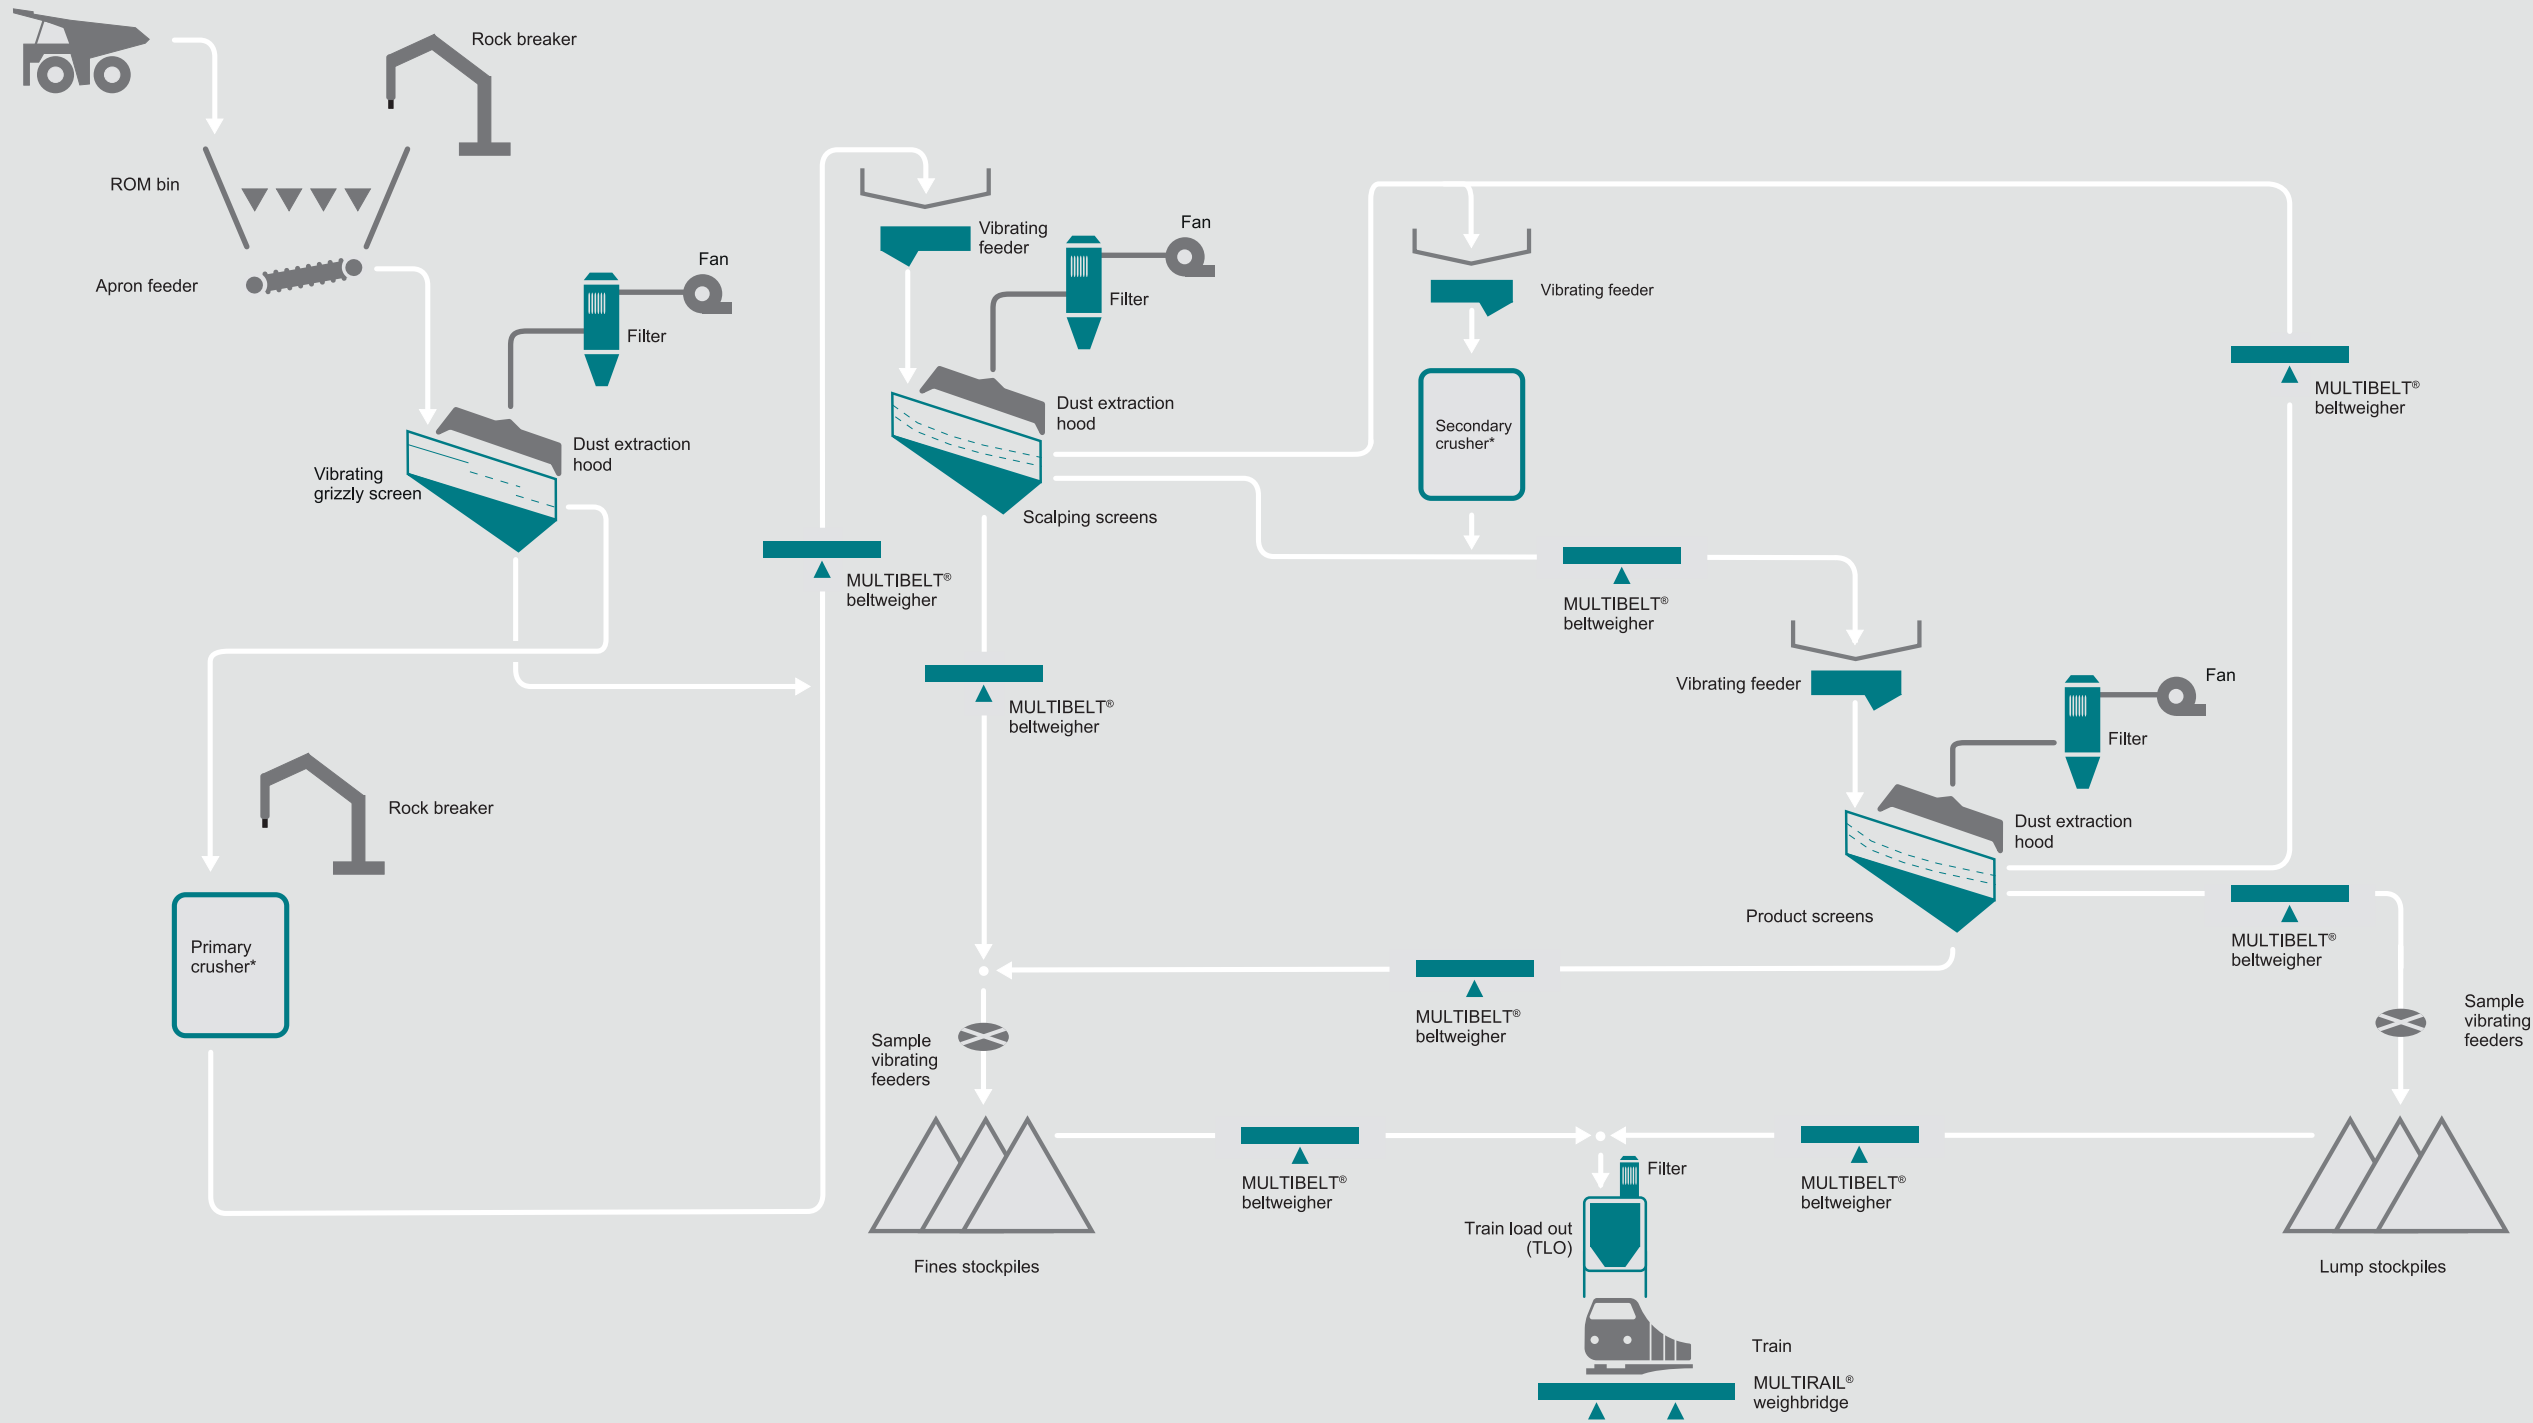 Rock breaker
ROM bin
Apron feeder
Fan
Filter
Dust extraction
hood
Vibrating
grizzly screen
Rock breaker
Primary
crusher*
MULTIBELT®
beltweigher
Vibrating
feeder
Fan
Filter
Dust extraction
hood
Scalping screens
MULTIBELT®
beltweigher
Vibrating feeder
Secondary
crusher*
MULTIBELT®
beltweigher
MULTIBELT®
beltweigher
Vibrating feeder
Fan
Filter
Dust extraction
hood
Product screens
MULTIBELT®
beltweigher
MULTIBELT®
beltweigher
Sample
vibrating
feeders
Sample
vibrating
feeders
Fines stockpiles
MULTIBELT®
beltweigher
Filter
Train load out
(TLO)
MULTIBELT®
beltweigher
Lump stockpiles
Train
MULTIRAIL®
weighbridge